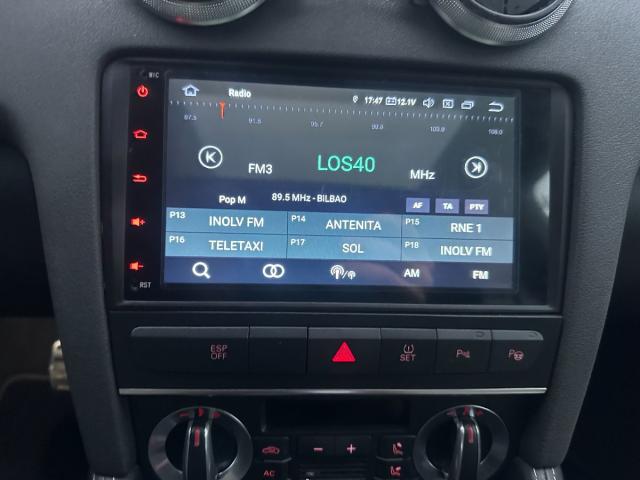 MIC
Radio
17:47 12.1V
87.5 91.5 95.7 99.9 103.9 108.0
FM3 LOS40 MHz
Pop M 89.5 MHz - BILBAO AF TA PTY
P13 INOLV FM P14 ANTENITA P15 RNE 1
P16 TELETAXI P17 SOL P18 INOLV FM
AM FM
RST
ESP OFF
SET
AC